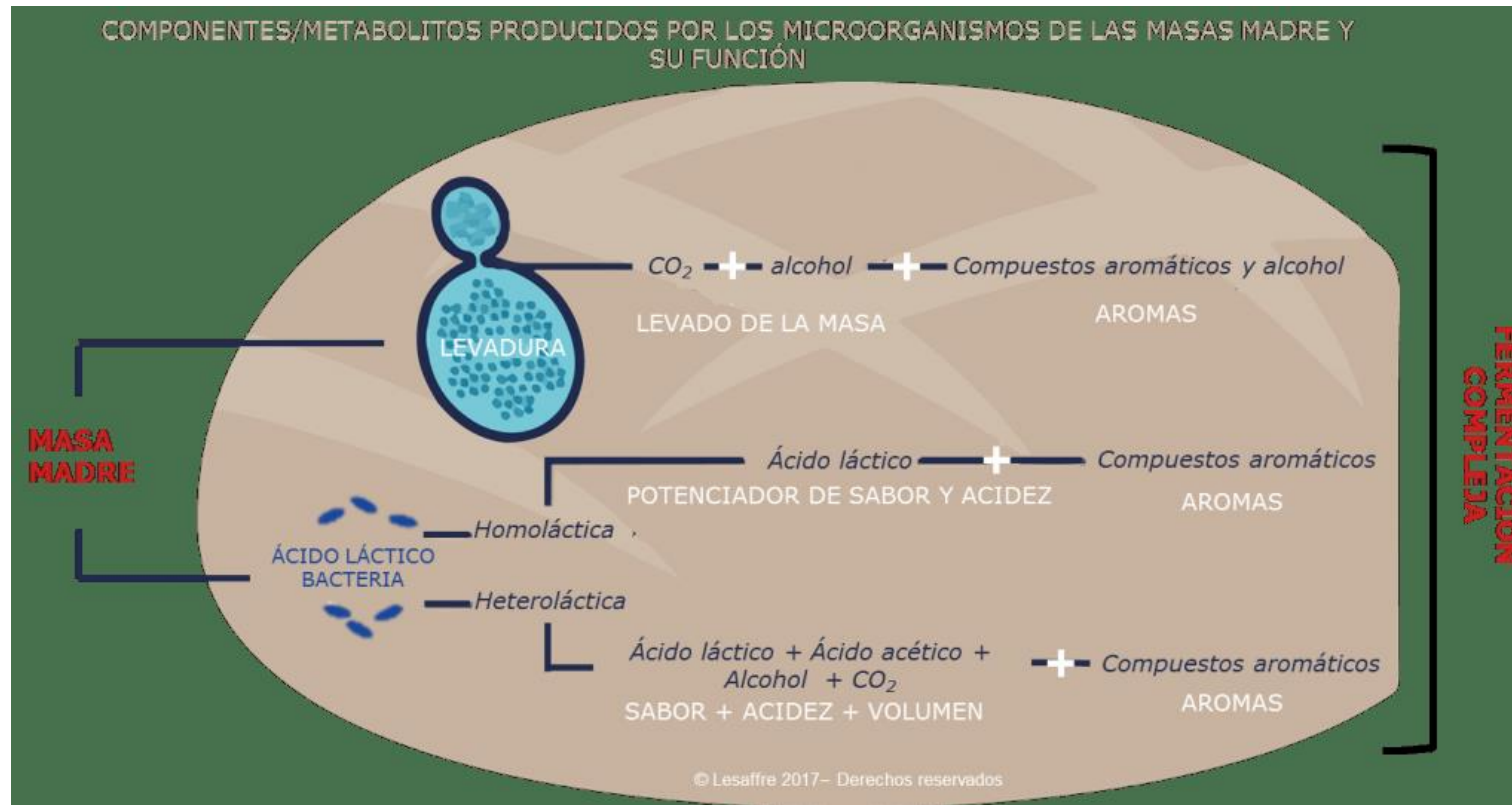 COMPONENTES/METABOLITOS PRODUCIDOS POR LOS MICROORGANISMOS DE LAS MASAS MADRE Y
SU FUNCIÓN
CO₂ + alcohol + Compuestos aromáticos y alcohol
LEVADO DE LA MASA
AROMAS
LEVADURA
MASA
MADRE
Ácido láctico + Compuestos aromáticos
POTENCIADOR DE SABOR Y ACIDEZ
AROMAS
Homoláctica
ÁCIDO LÁCTICO
BACTERIA
Heteroláctica
Ácido láctico + Ácido acético +
Alcohol + CO₂
+ Compuestos aromáticos
SABOR + ACIDEZ + VOLUMEN
AROMAS
FERMENTACIÓN
COMPLEJA
© Lesaffre 2017– Derechos reservados